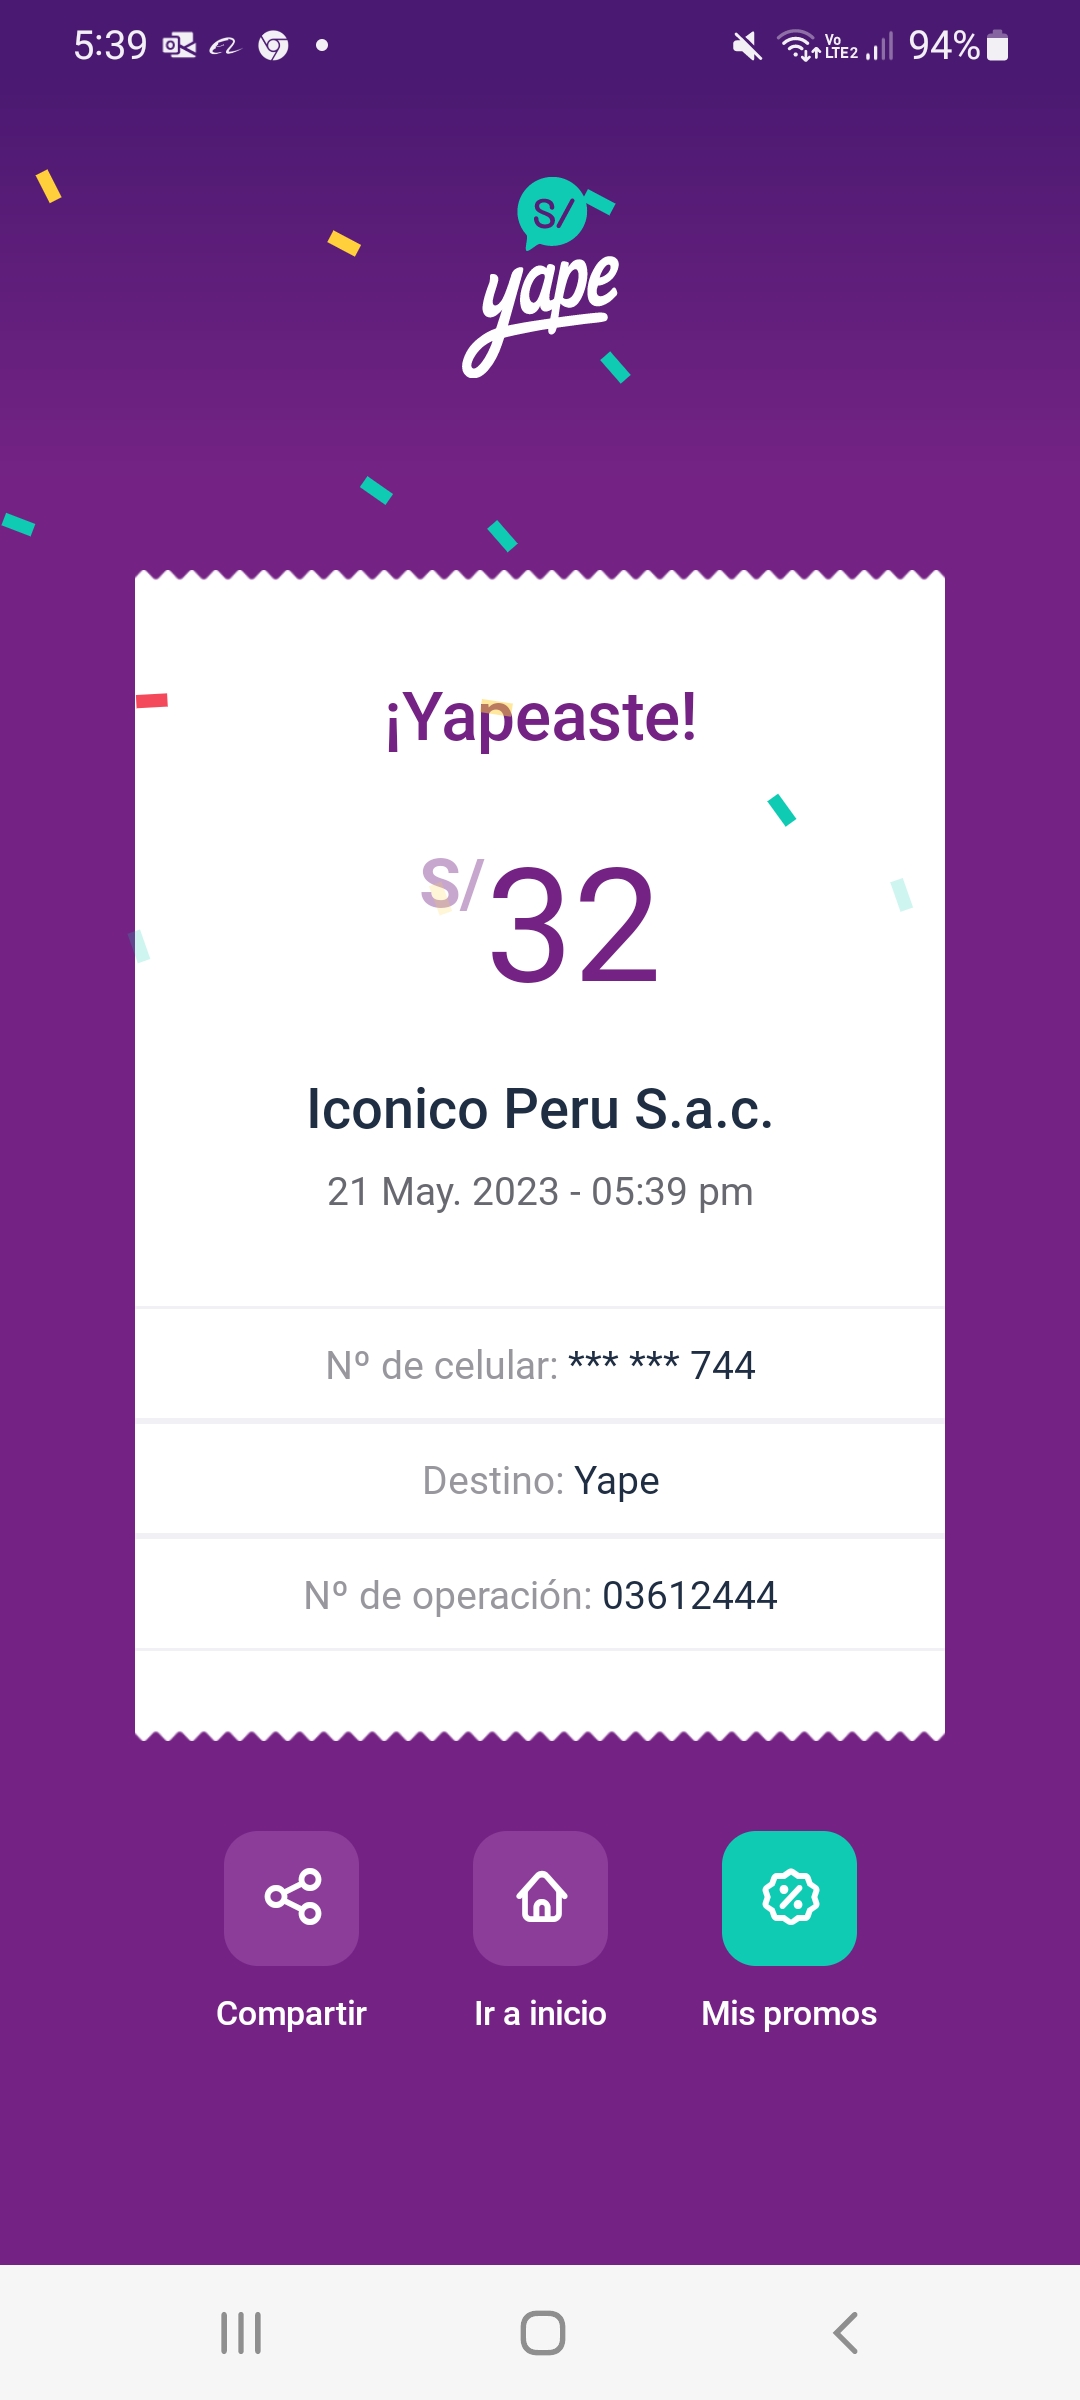 5:39
Vo
LTE2
94%
S/
yape
¡Yapeaste!
S/32
Iconico Peru S.a.c.
21 May. 2023 - 05:39 pm
Nº de celular: *** *** 744
Destino: Yape
Nº de operación: 03612444
Compartir
Ir a inicio
Mis promos